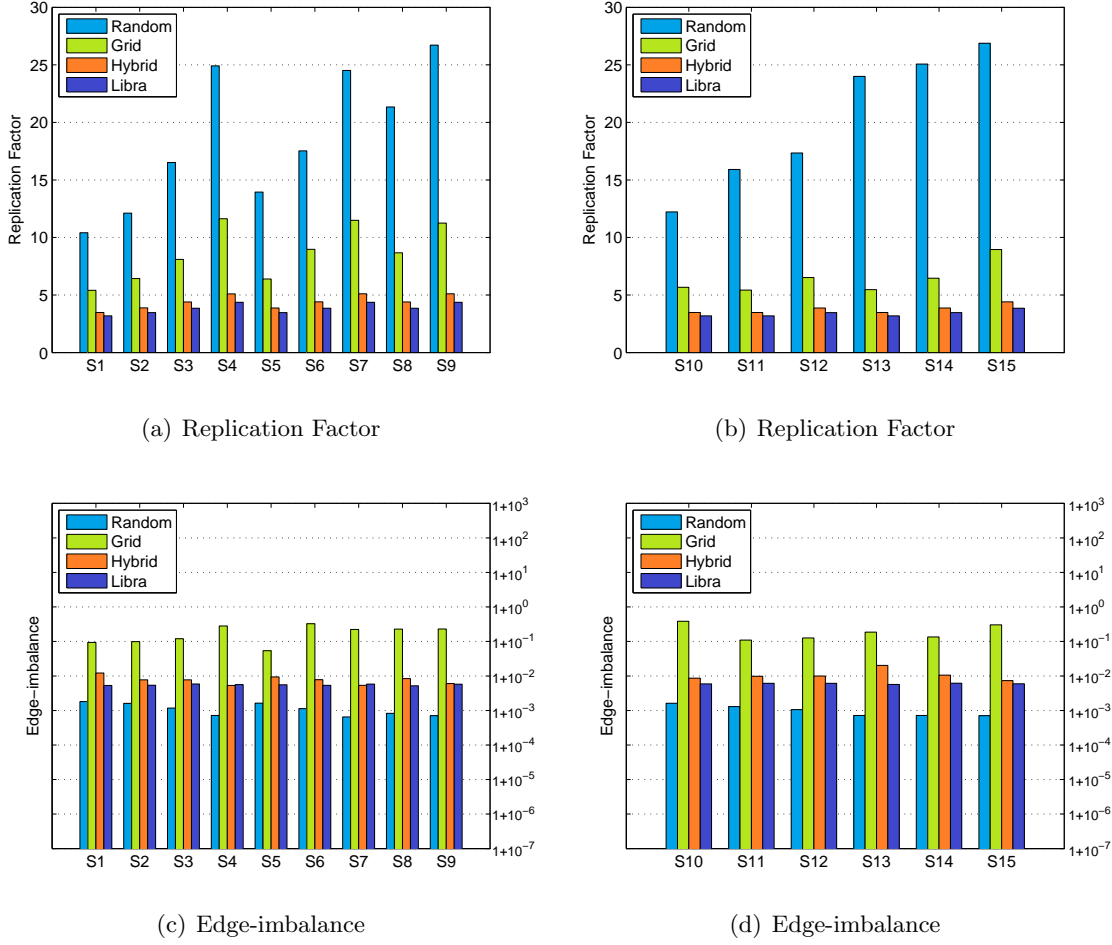 30
25
20
15
10
5
0
Replication Factor
Random
Grid
Hybrid
Libra
S1 S2 S3 S4 S5 S6 S7 S8 S9
(a) Replication Factor
30
25
20
15
10
5
0
Replication Factor
Random
Grid
Hybrid
Libra
S10 S11 S12 S13 S14 S15
(b) Replication Factor
Edge−imbalance
Random
Grid
Hybrid
Libra
1+10^3
1+10^2
1+10^1
1+10^0
1+10^−1
1+10^−2
1+10^−3
1+10^−4
1+10^−5
1+10^−6
1+10^−7
S1 S2 S3 S4 S5 S6 S7 S8 S9
(c) Edge-imbalance
Edge−imbalance
Random
Grid
Hybrid
Libra
1+10^3
1+10^2
1+10^1
1+10^0
1+10^−1
1+10^−2
1+10^−3
1+10^−4
1+10^−5
1+10^−6
1+10^−7
S10 S11 S12 S13 S14 S15
(d) Edge-imbalance